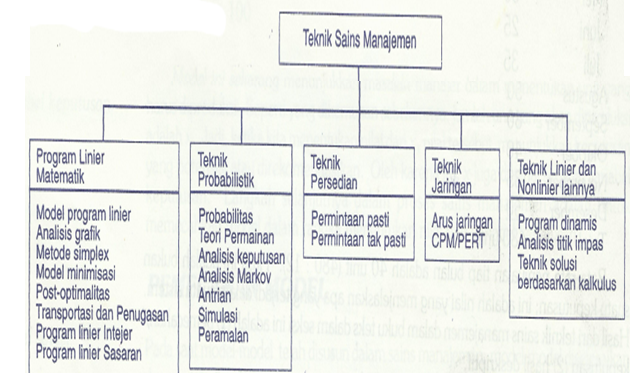 Teknik Sains Manajemen
Program Linier
Matematik
Model program linier
Analisis grafik
Metode simplex
Model minimisasi
Post-optimalitas
Transportasi dan Penugasan
Program linier Intejer
Program linier Sasaran
Teknik
Probabilistik
Probabilitas
Teori Permainan
Analisis keputusan
Analisis Markov
Antrian
Simulasi
Peramalan
Teknik
Persedian
Permintaan pasti
Permintaan tak pasti
Teknik
Jaringan
Arus jaringan
CPM/PERT
Teknik Linier dan
Nonlinier lainnya
Program dinamis
Analisis titik impas
Teknik solusi
berdasarkan kalkulus